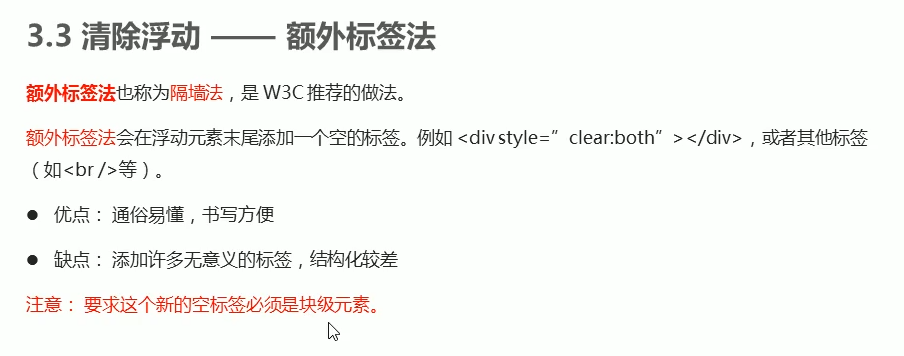 3.3 清除浮动 —— 额外标签法
额外标签法也称为隔墙法，是 W3C 推荐的做法。
额外标签法会在浮动元素末尾添加一个空的标签。例如 <div style=” clear:both” ></div>，或者其他标签
（如<br />等）。
● 优点： 通俗易懂，书写方便
● 缺点： 添加许多无意义的标签，结构化较差
注意： 要求这个新的空标签必须是块级元素。